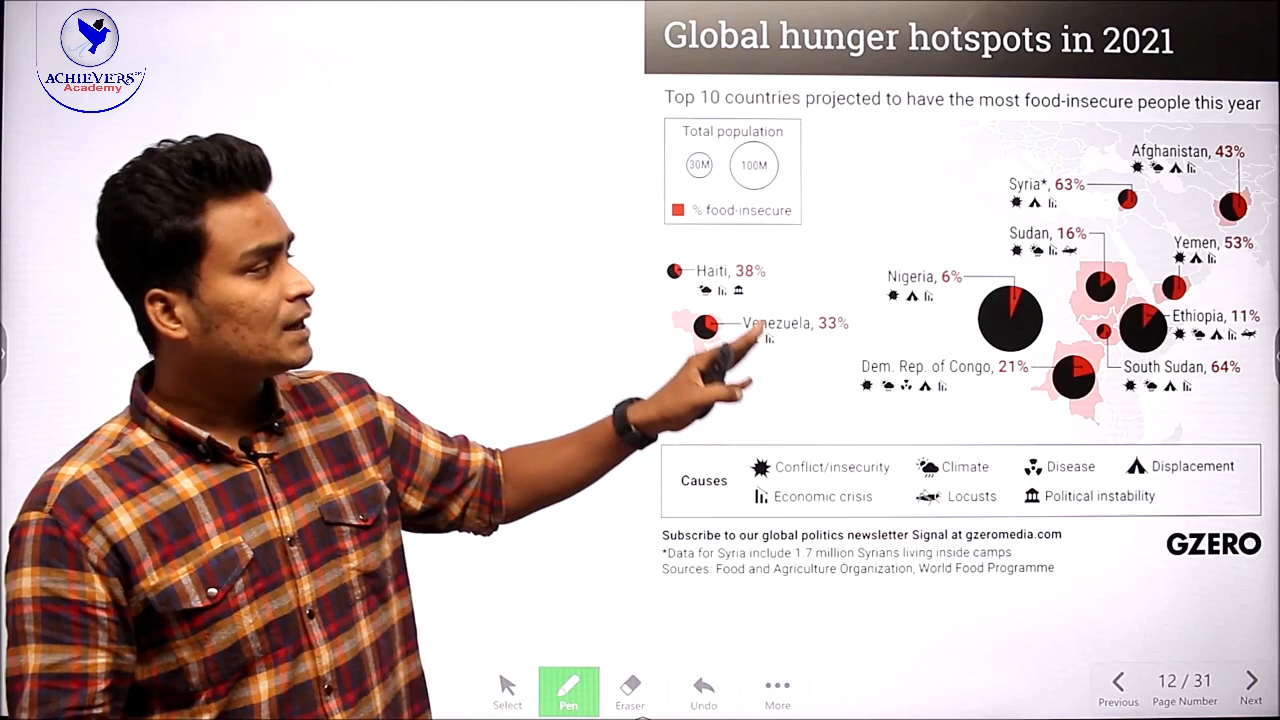 ACHIEVERS
Academy
Global hunger hotspots in 2021
Top 10 countries projected to have the most food-insecure people this year
Total population
30M
100M
% food-insecure
Afghanistan, 43%
Syria*, 63%
Sudan, 16%
Yemen, 53%
Haiti, 38%
Nigeria, 6%
Venezuela, 33%
Ethiopia, 11%
Dem. Rep. of Congo, 21%
South Sudan, 64%
Causes
Conflict/insecurity
Climate
Disease
Displacement
Economic crisis
Locusts
Political instability
Subscribe to our global politics newsletter Signal at gzeromedia.com
*Data for Syria include 1.7 million Syrians living inside camps
Sources: Food and Agriculture Organization, World Food Programme
GZERO
Select
Pen
Eraser
Undo
More
Previous
12 / 31
Page Number
Next